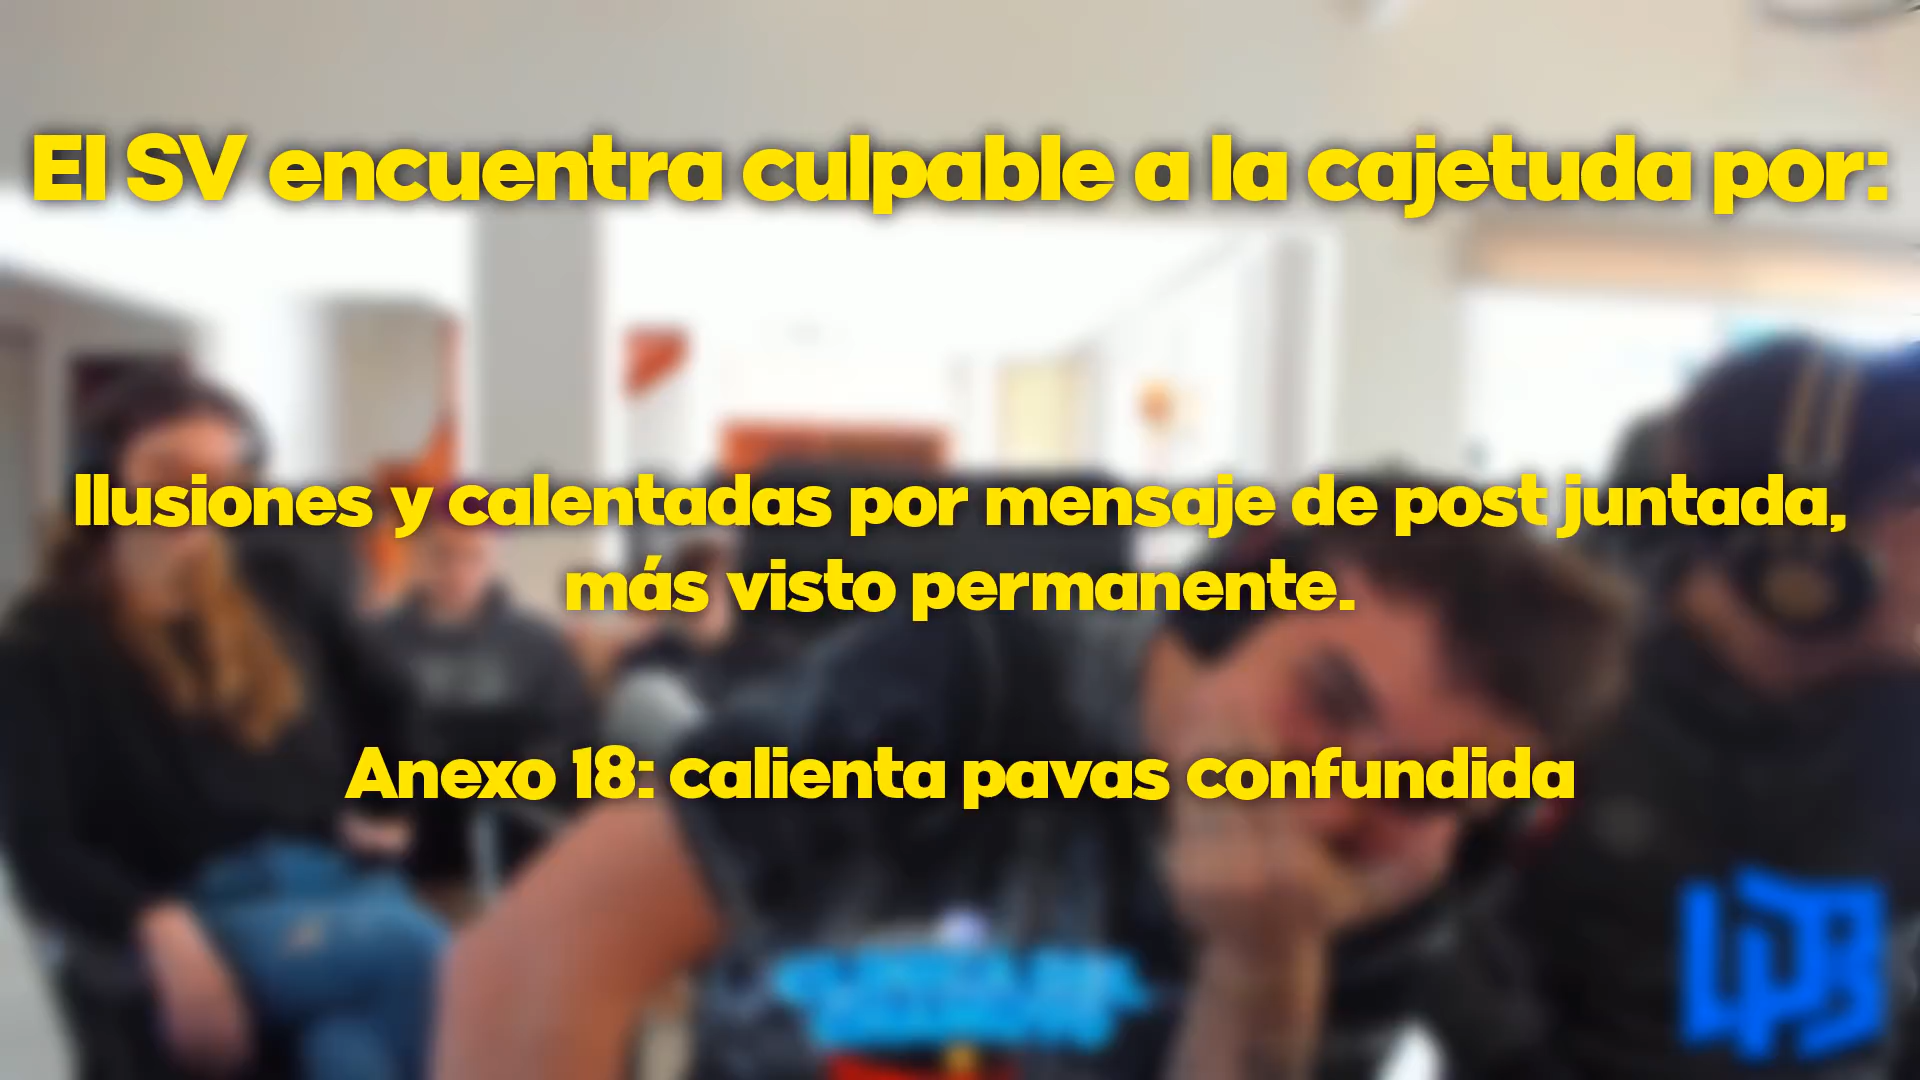 El SV encuentra culpable a la cajetuda por:
Ilusiones y calentadas por mensaje de post juntada,
más visto permanente.
Anexo 18: calienta pavas confundida